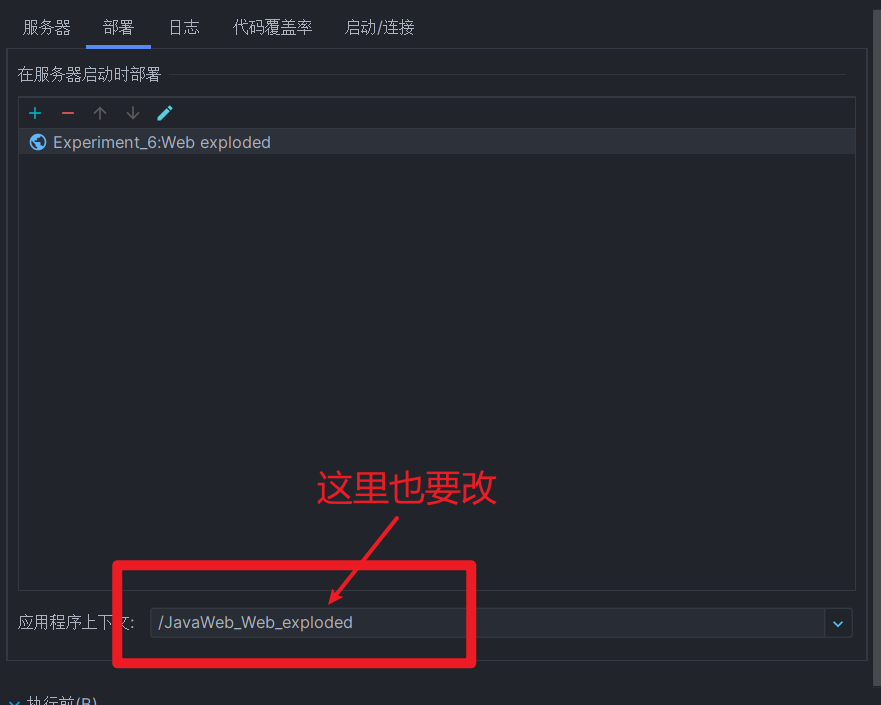 服务器 部署 日志 代码覆盖率 启动/连接
在服务器启动时部署
Experiment_6:Web exploded
这里也要改
应用程序上下文: /JavaWeb_Web_exploded
执行前(B)